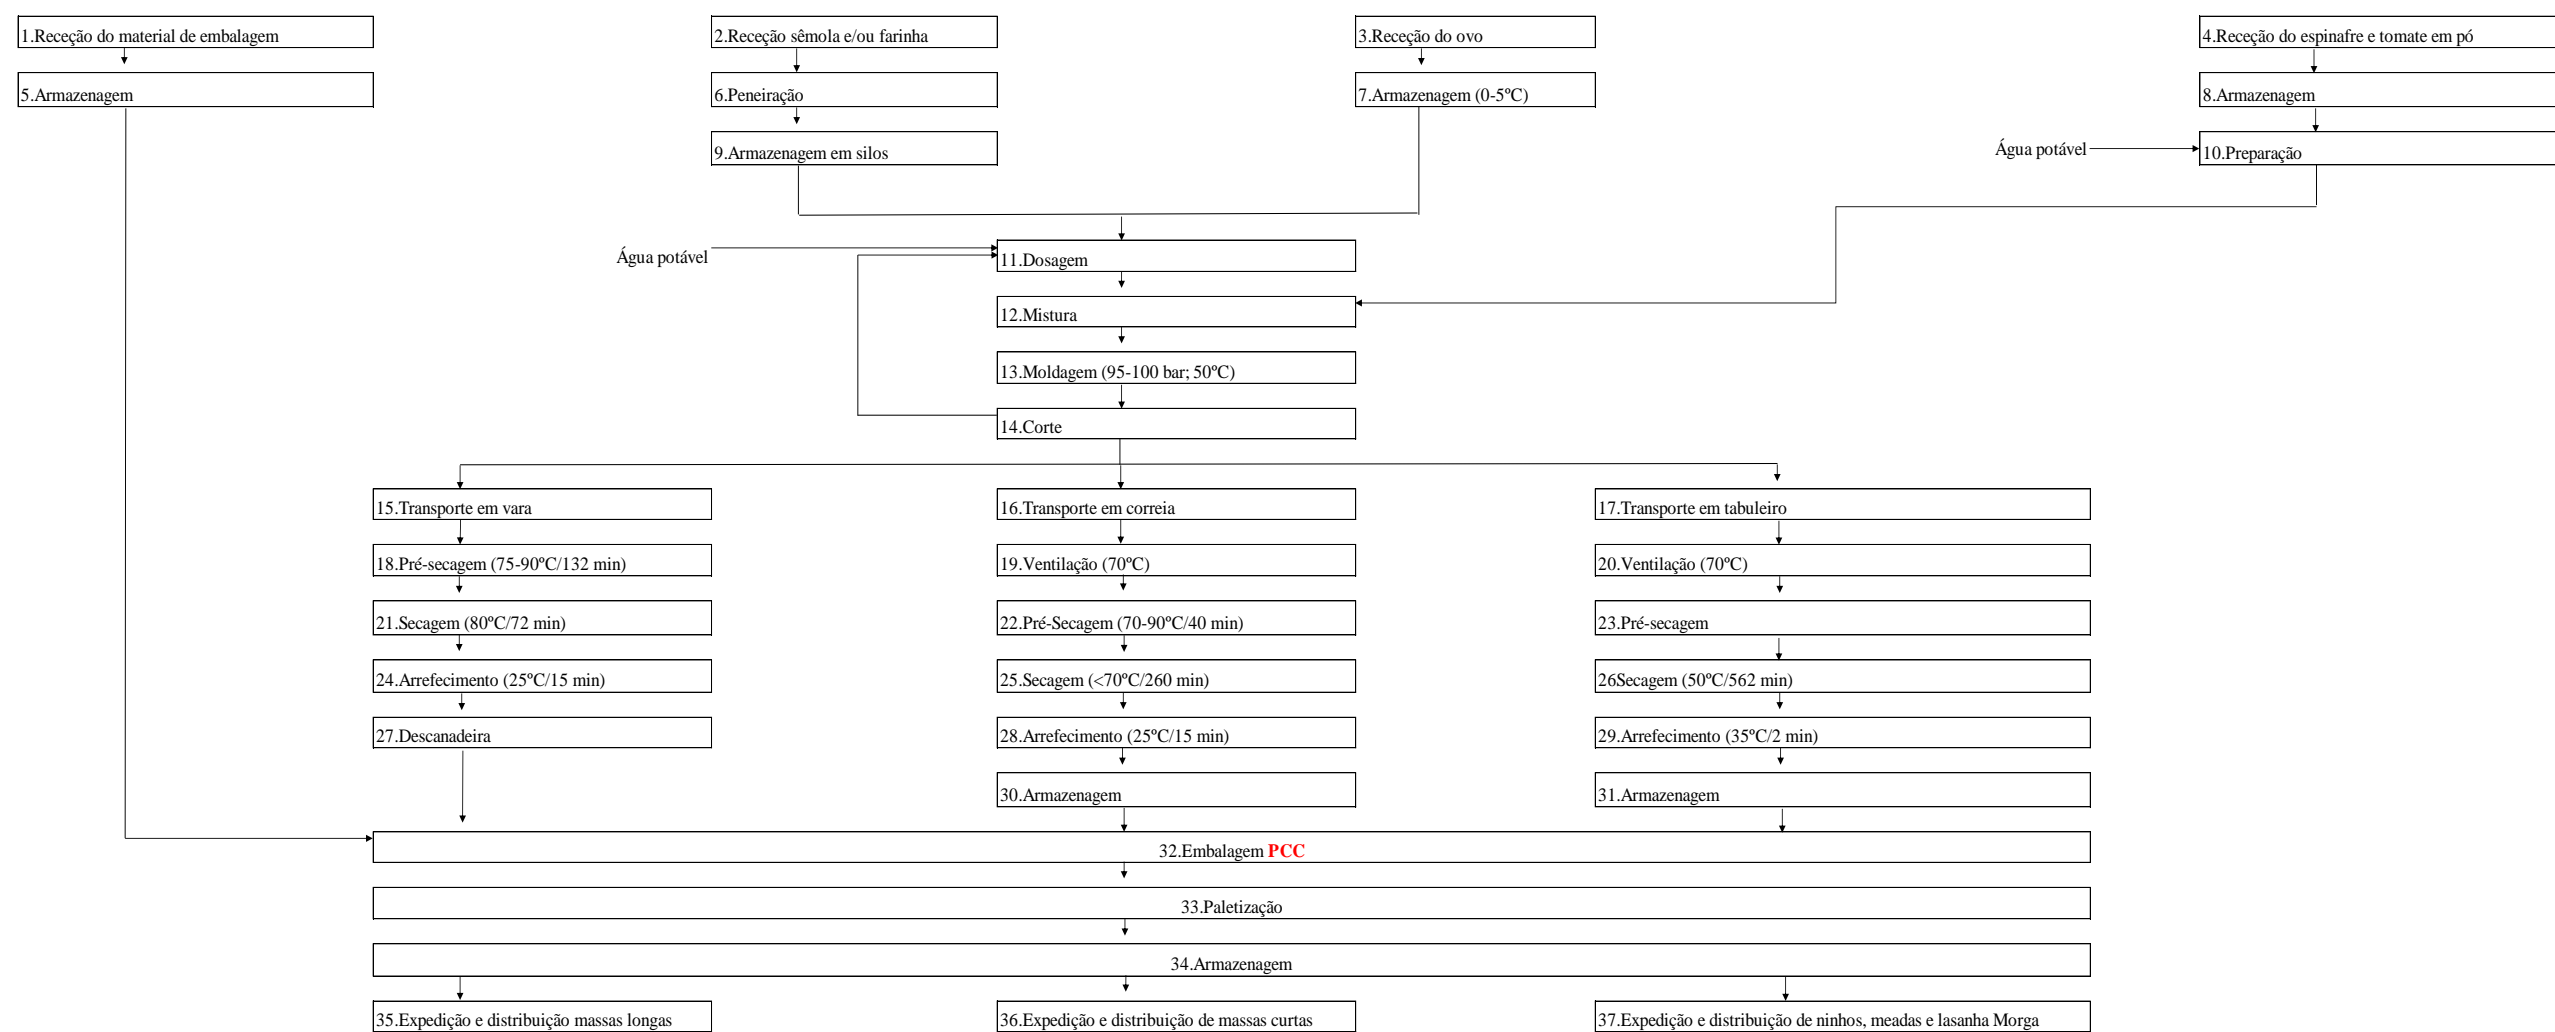 1.Receção do material de embalagem
2.Receção sêmola e/ou farinha
3.Receção do ovo
4.Receção do espinafre e tomate em pó
5.Armazenagem
6.Peneiração
7.Armazenagem (0-5ºC)
8.Armazenagem
9.Armazenagem em silos
Água potável
10.Preparação
Água potável
11.Dosagem
12.Mistura
13.Moldagem (95-100 bar; 50ºC)
14.Corte
15.Transporte em vara
16.Transporte em correia
17.Transporte em tabuleiro
18.Pré-secagem (75-90ºC/132 min)
19.Ventilação (70ºC)
20.Ventilação (70ºC)
21.Secagem (80ºC/72 min)
22.Pré-Secagem (70-90ºC/40 min)
23.Pré-secagem
24.Arrefecimento (25ºC/15 min)
25.Secagem (<70ºC/260 min)
26Secagem (50ºC/562 min)
27.Descanadeira
28.Arrefecimento (25ºC/15 min)
29.Arrefecimento (35ºC/2 min)
30.Armazenagem
31.Armazenagem
32.Embalagem PCC
33.Paletização
34.Armazenagem
35.Expedição e distribuição massas longas
36.Expedição e distribuição de massas curtas
37.Expedição e distribuição de ninhos, meadas e lasanha Morga